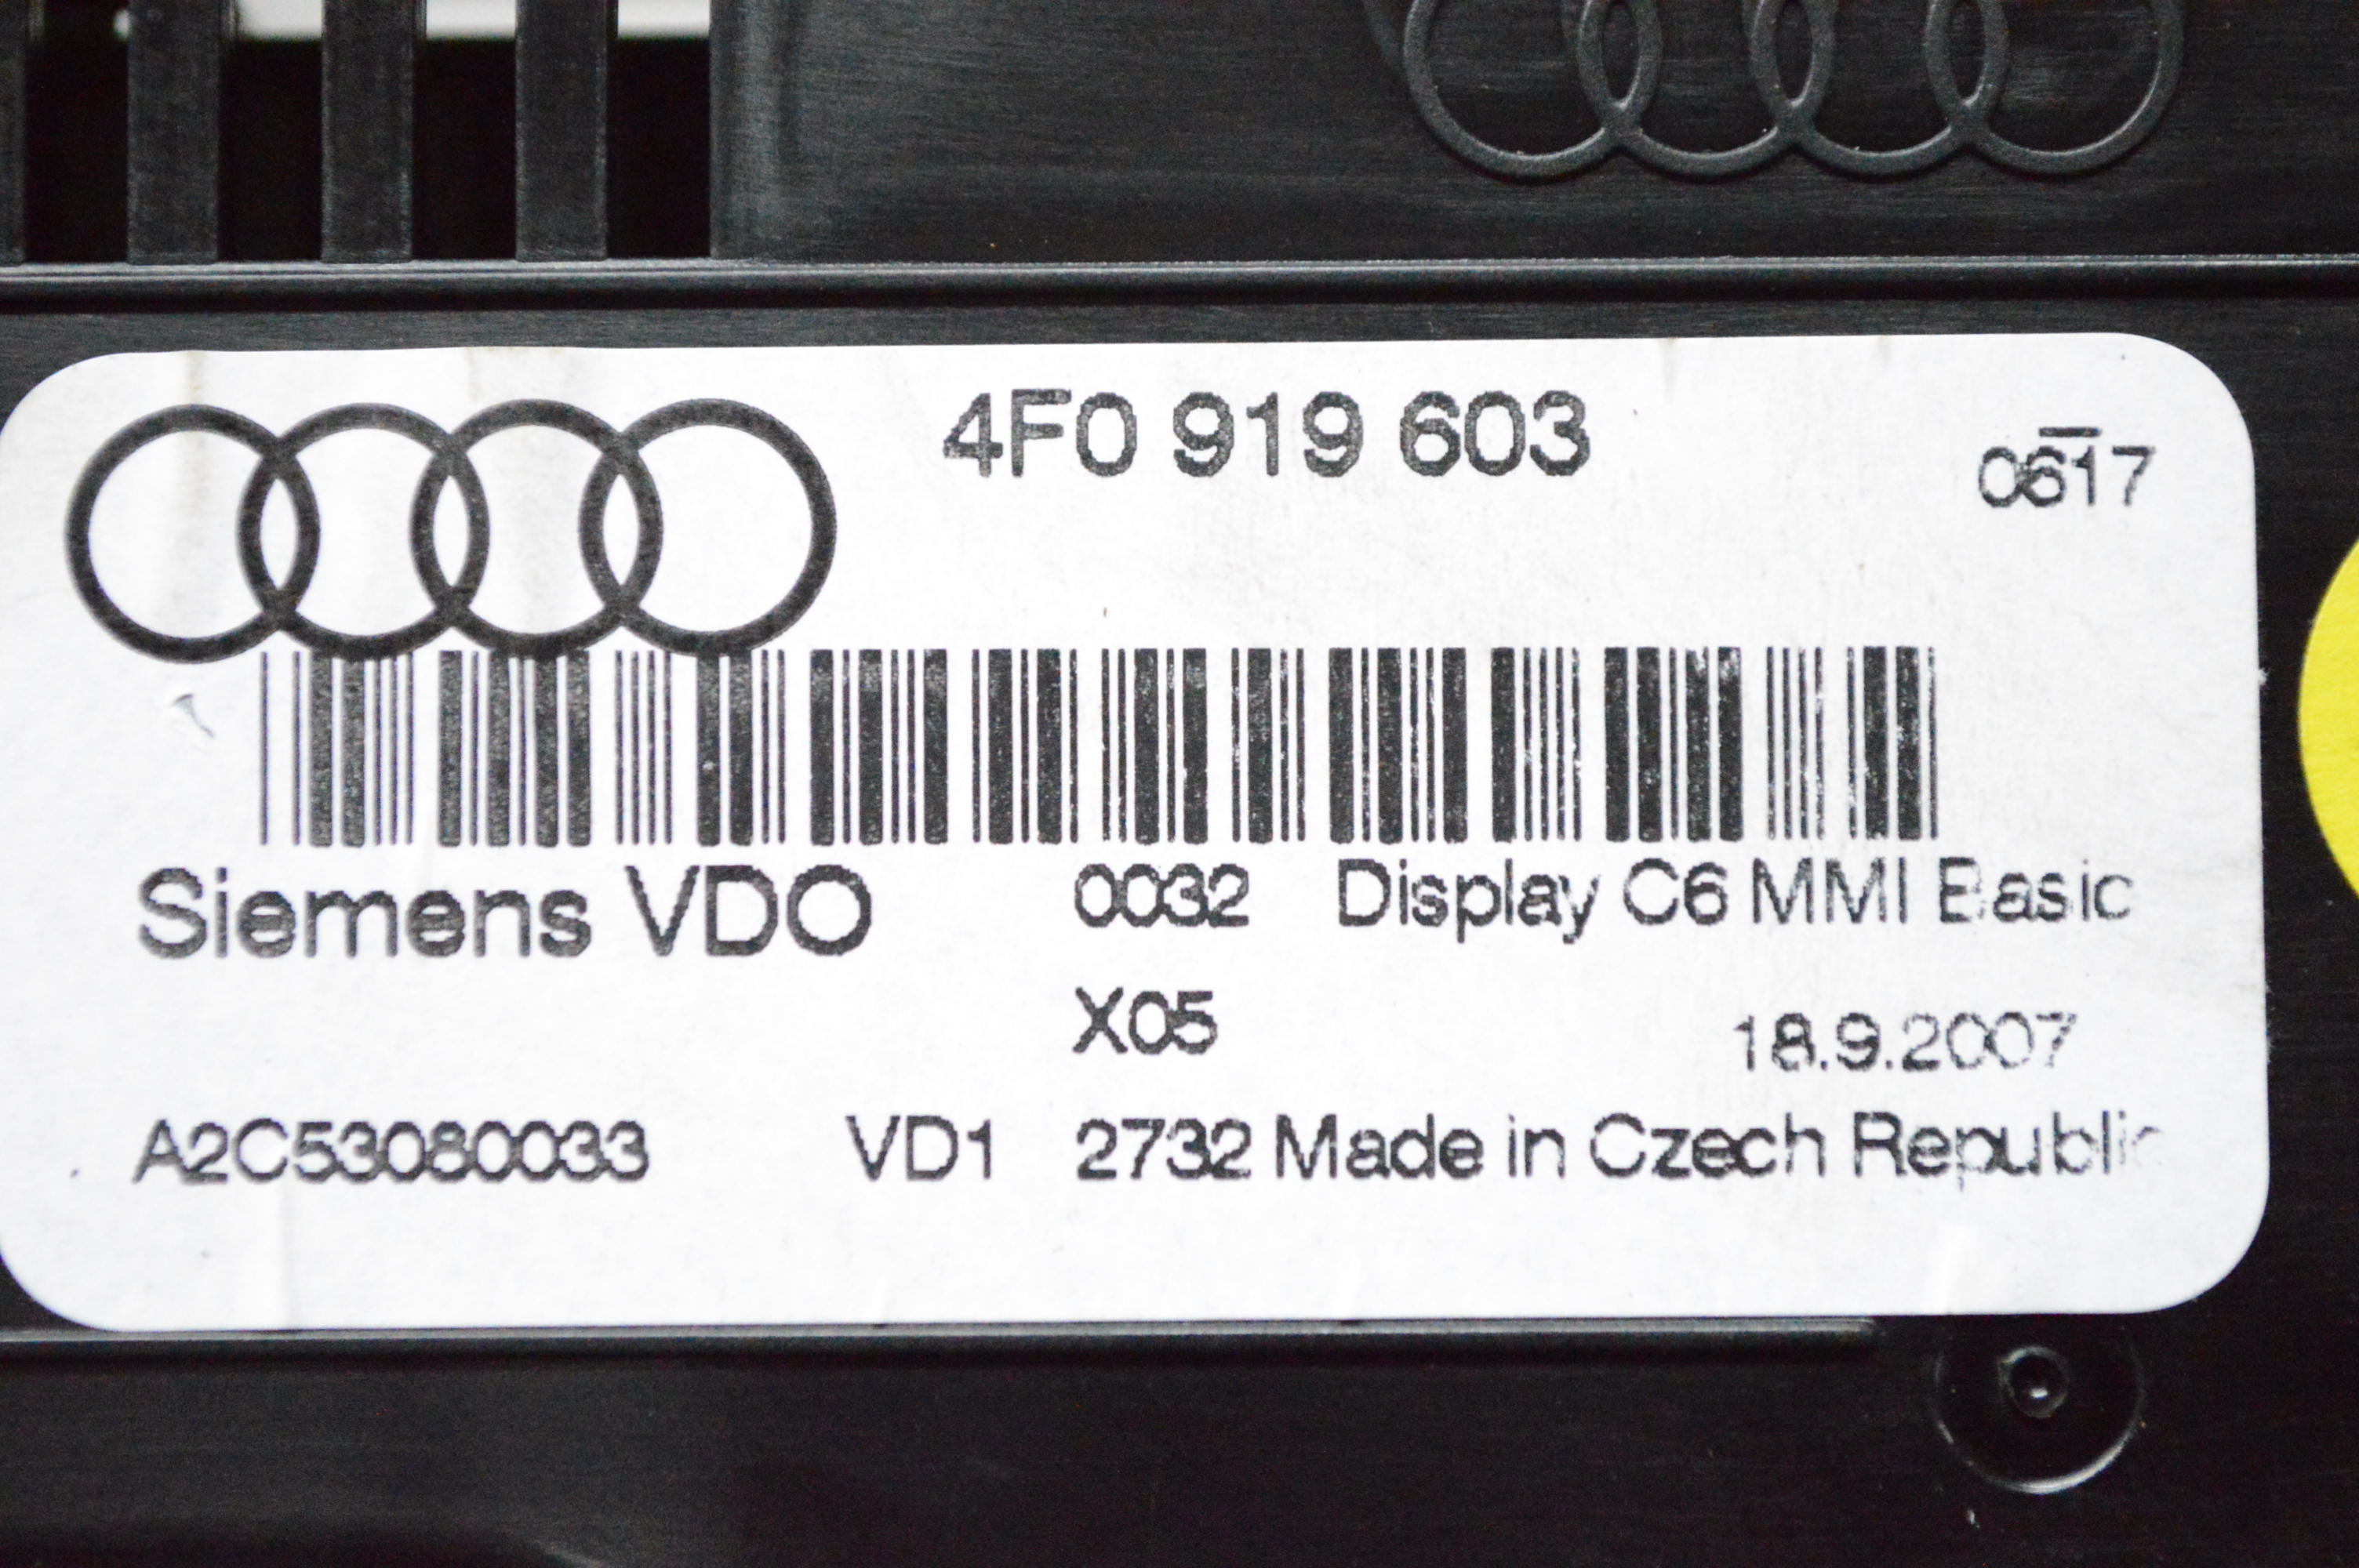 4F0 919 603
0617
Siemens VDO 0032 Display C6 MMI Basic
X05
18.9.2007
A2C53080033 VD1 2732 Made in Czech Republic